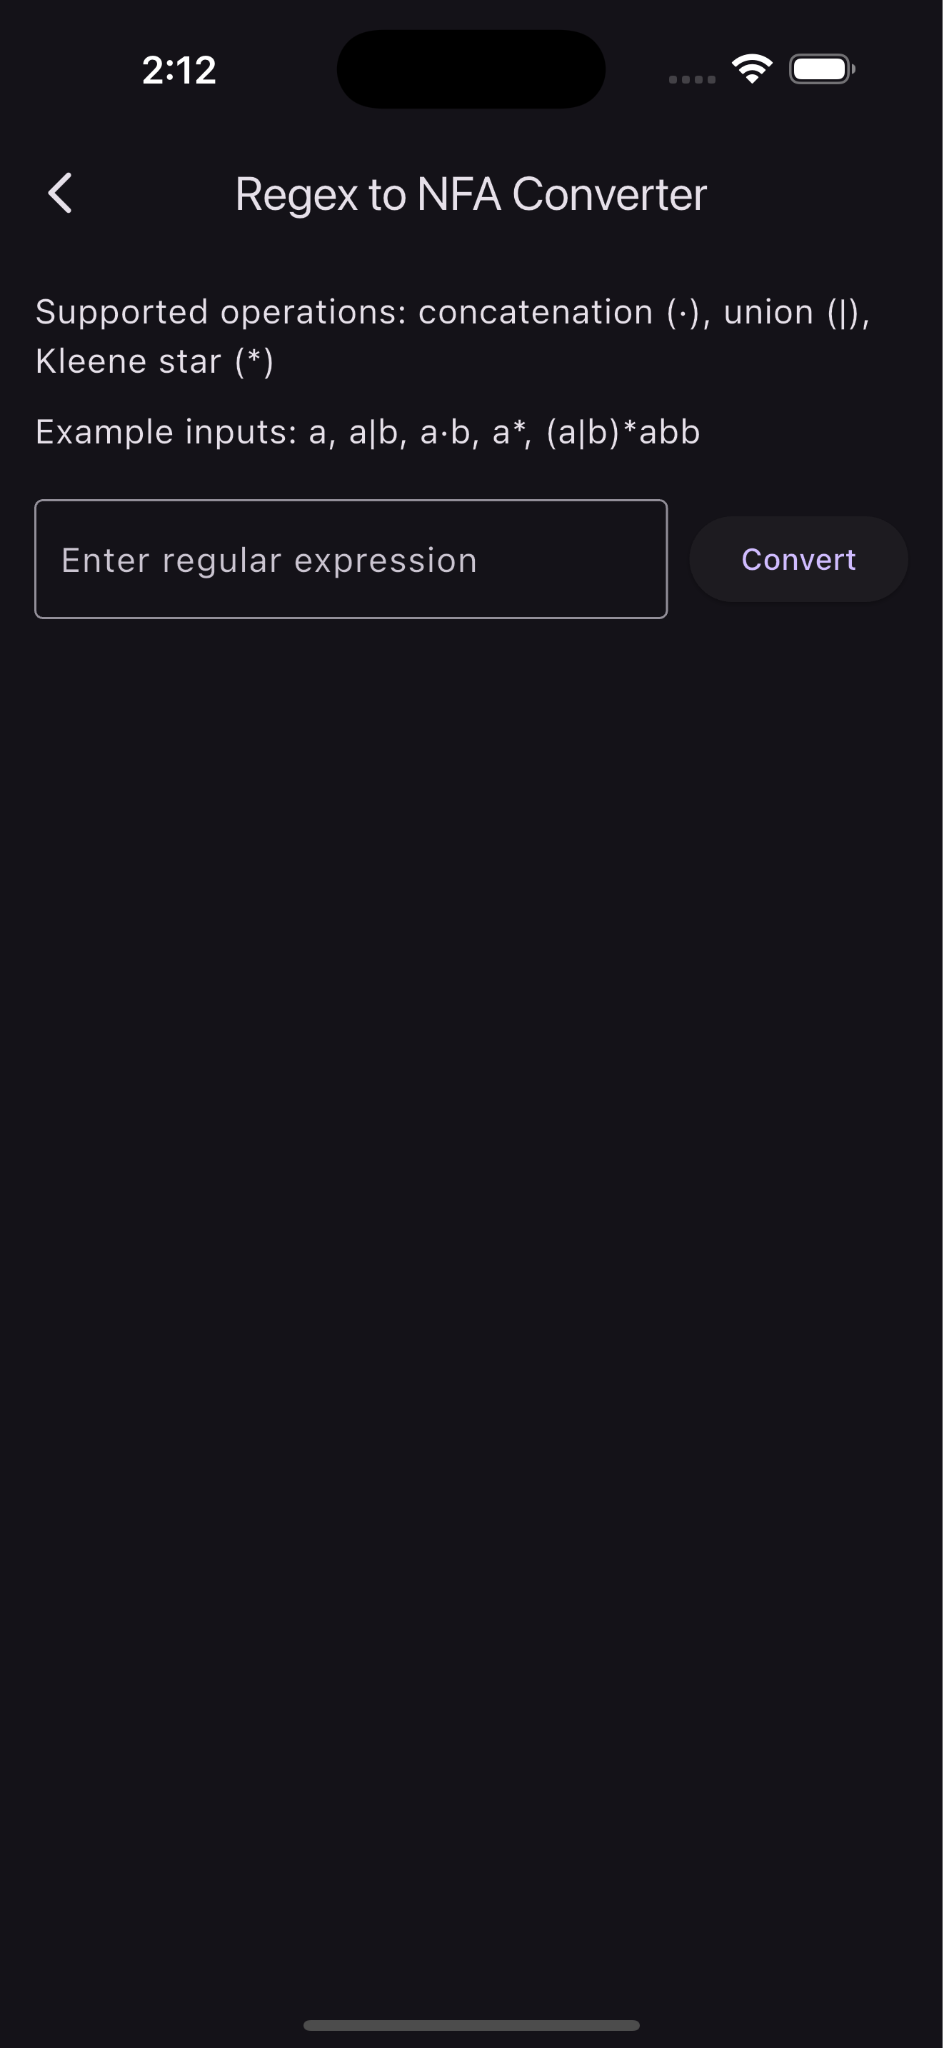 2:12
Regex to NFA Converter
Supported operations: concatenation (·), union (|),
Kleene star (*)
Example inputs: a, a|b, a·b, a*, (a|b)*abb
Enter regular expression
Convert